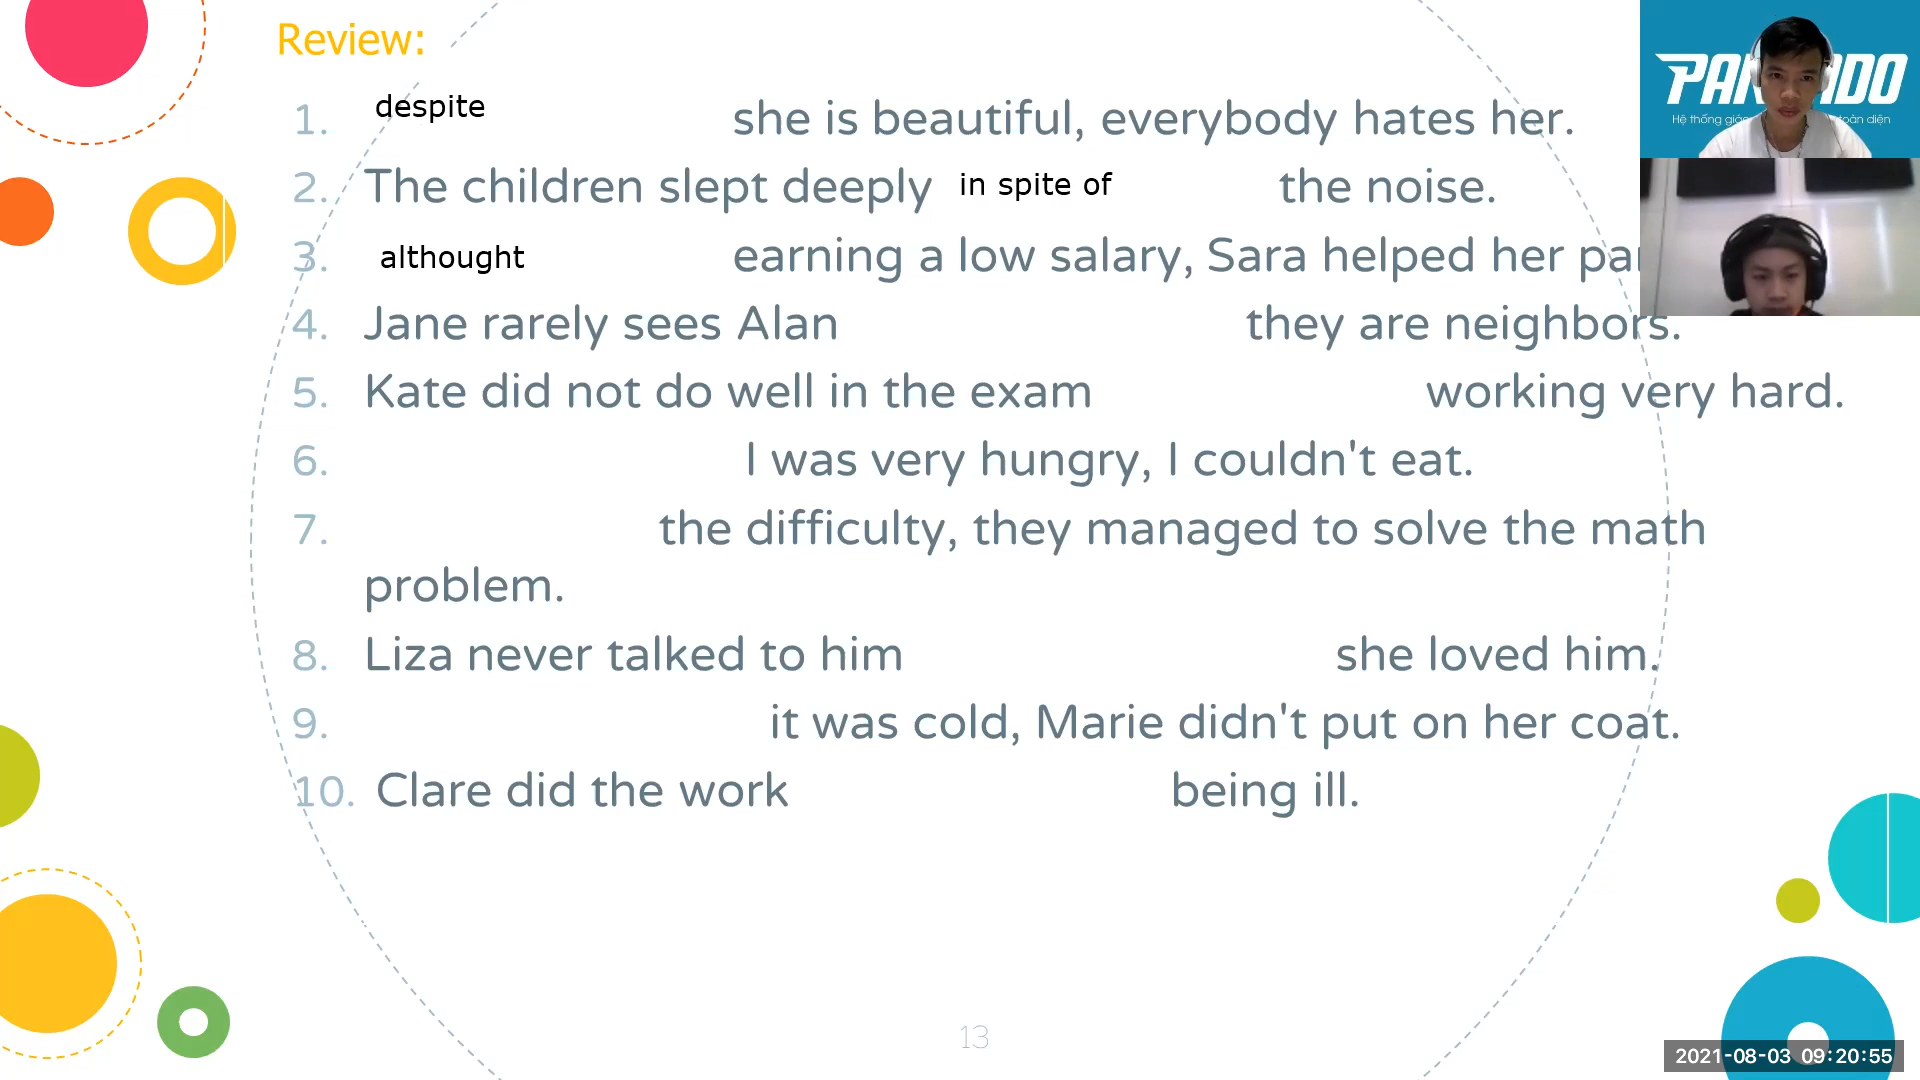 Review:
1. despite she is beautiful, everybody hates her.
2. The children slept deeply in spite of the noise.
3. althought earning a low salary, Sara helped her
4. Jane rarely sees Alan they are neighbors.
5. Kate did not do well in the exam working very hard.
6. I was very hungry, I couldn't eat.
7. the difficulty, they managed to solve the math
problem.
8. Liza never talked to him she loved him.
9. it was cold, Marie didn't put on her coat.
10. Clare did the work being ill.
13
Hệ thống toàn diện
2021-08-03 09:20:55